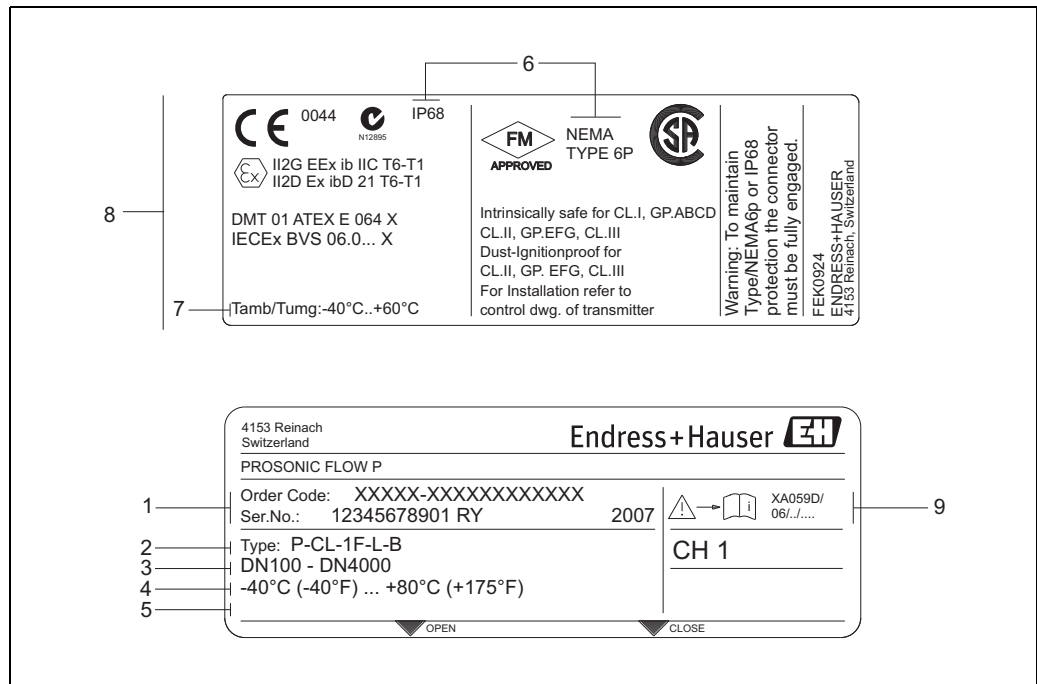 6
8
CE 0044
N12895
IP68
Ex
II2G EEx ib IIC T6-T1
II2D Ex ibD 21 T6-T1
DMT 01 ATEX E 064 X
IECEx BVS 06.0... X
7
Tamb/Tumg:-40°C..+60°C
FM
APPROVED
NEMA
TYPE 6P
SA
Intrinsically safe for CL.I, GP.ABCD
CL.II, GP.EFG, CL.III
Dust-Ignitionproof for
CL.II, GP. EFG, CL.III
For Installation refer to
control dwg. of transmitter
Warning: To maintain
Type/NEMA6p or IP68
protection the connector
must be fully engaged.
FEK0924
ENDRESS+HAUSER
4153 Reinach, Switzerland
4153 Reinach
Switzerland
Endress+Hauser EH
PROSONIC FLOW P
1
Order Code: XXXXX-XXXXXXXXXXXX
Ser.No.: 12345678901 RY 2007
i
XA059D/
06/../....
9
2
Type: P-CL-1F-L-B
3
DN100 - DN4000
4
-40°C (-40°F) ... +80°C (+175°F)
5
CH 1
OPEN
CLOSE